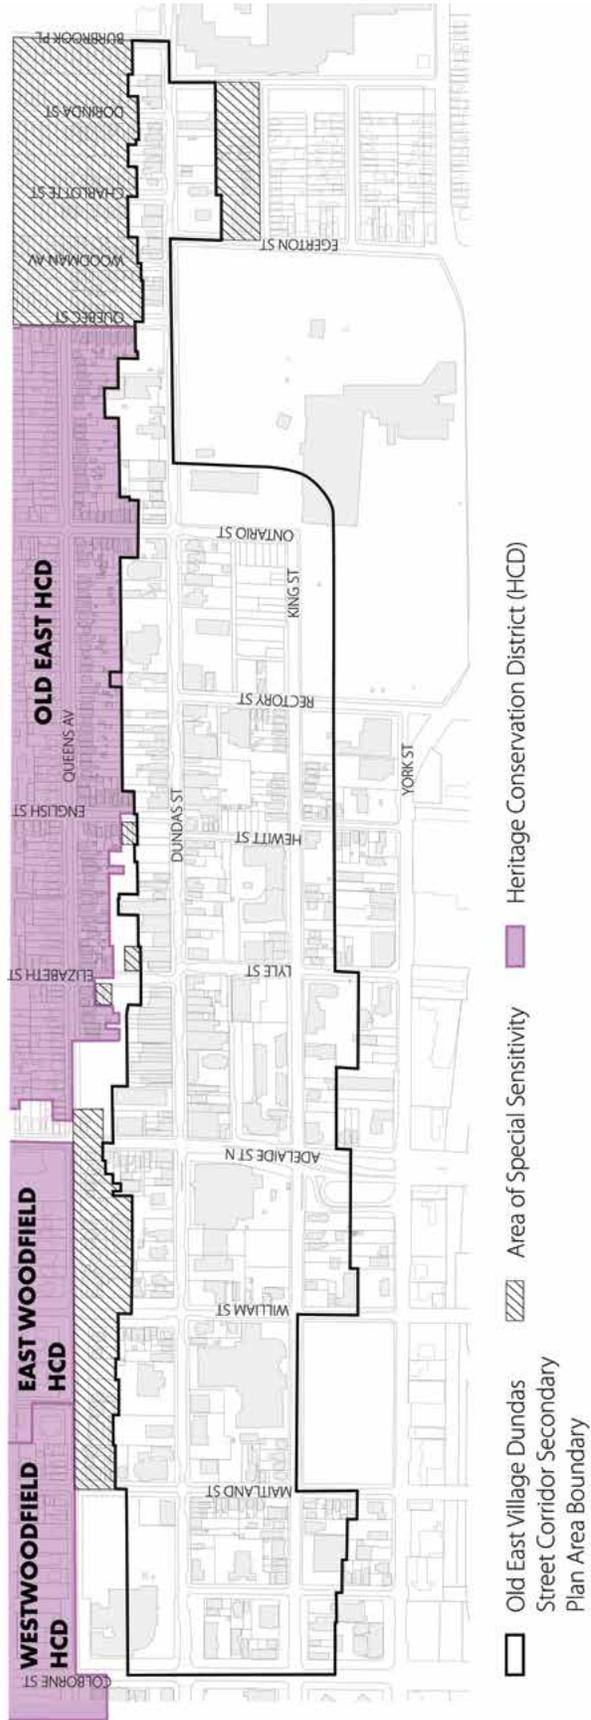 WESTWOODFIELD
HCD
EAST WOODFIELD
HCD
OLD EAST HCD
QUEENS AV
DUNDAS ST
KING ST
YORK ST
COLBORNE ST
MAITLAND ST
WILLIAM ST
ADELAIDE ST N
ELIZABETH ST
LYLE ST
ENGLISH ST
HEWITT ST
RECTORY ST
ONTARIO ST
QUEBEC ST
WOODMAN AV
CHARLOTTE ST
DORINDA ST
BURBROOK PL
EGERTON ST
Old East Village Dundas
Street Corridor Secondary
Plan Area Boundary
Area of Special Sensitivity
Heritage Conservation District (HCD)